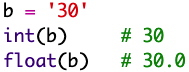 b = '30'
int(b)       # 30
float(b)     # 30.0